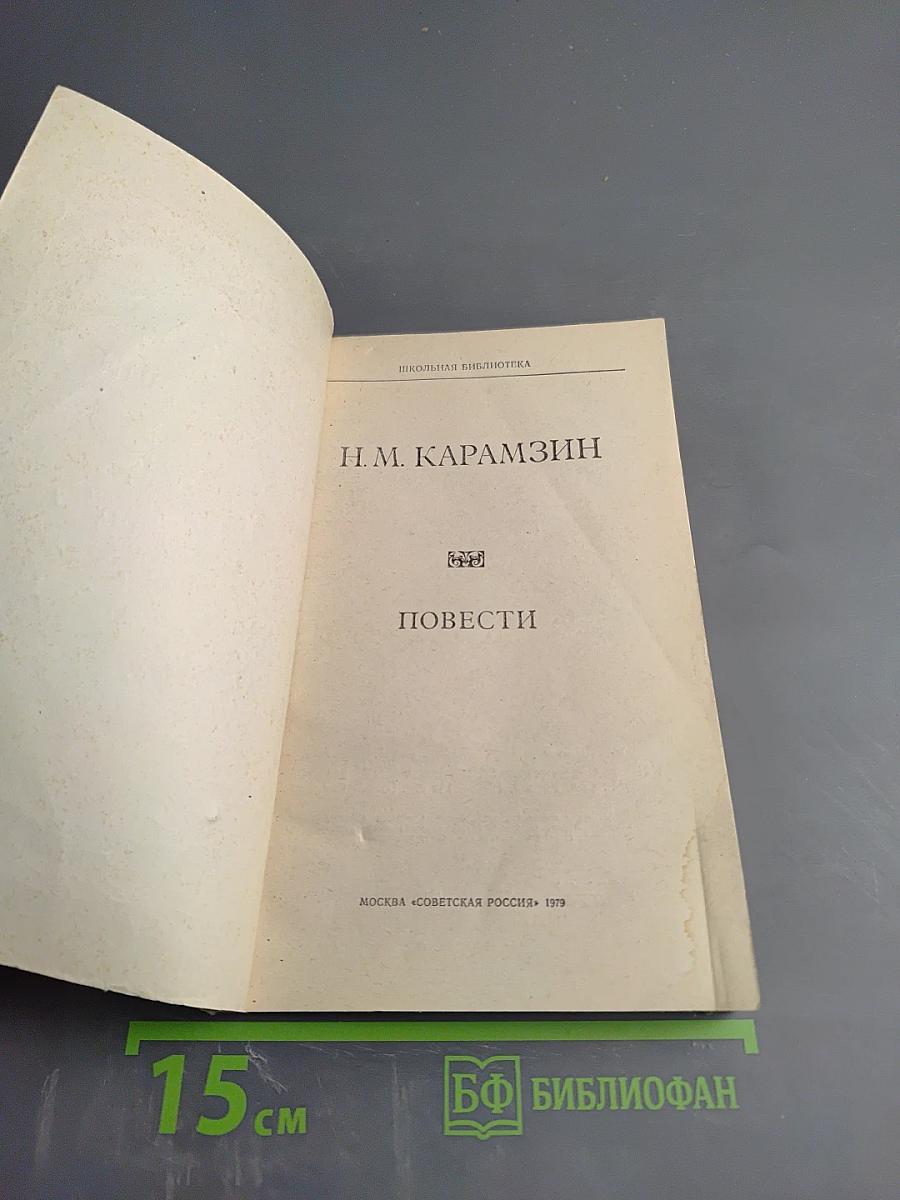 ШКОЛЬНАЯ БИБЛИОТЕКА
Н. М. КАРАМЗИН
ПОВЕСТИ
МОСКВА «СОВЕТСКАЯ РОССИЯ» 1979
15 см
БФ БИБЛИОФАН